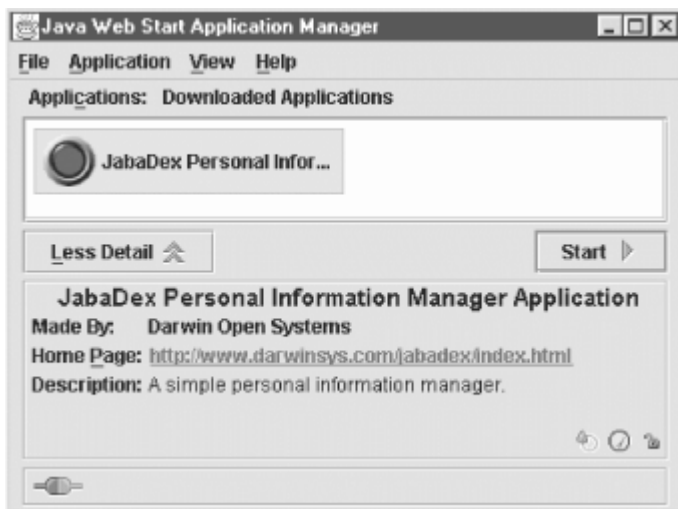 Java Web Start Application Manager
File Application View Help
Applications: Downloaded Applications
JabaDex Personal Infor...
Less Detail
Start
JabaDex Personal Information Manager Application
Made By: Darwin Open Systems
Home Page: http://www.darwinsys.com/jabadex/index.html
Description: A simple personal information manager.